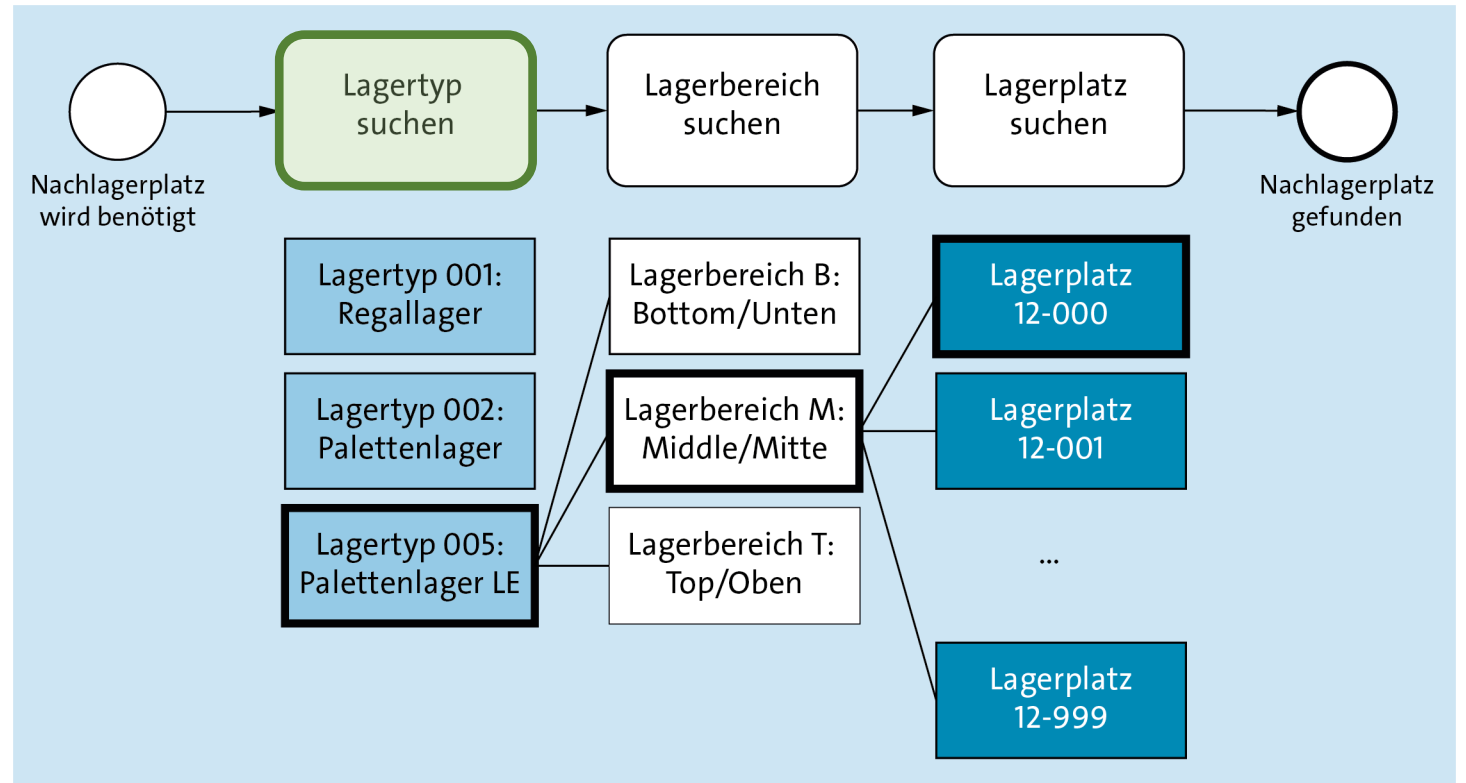 Lagertyp
suchen
Lagerbereich
suchen
Lagerplatz
suchen
Nachlagerplatz
wird benötigt
Nachlagerplatz
gefunden
Lagertyp 001:
Regallager
Lagerbereich B:
Bottom/Unten
Lagerplatz
12-000
Lagertyp 002:
Palettenlager
Lagerbereich M:
Middle/Mitte
Lagerplatz
12-001
Lagertyp 005:
Palettenlager LE
Lagerbereich T:
Top/Oben
...
Lagerplatz
12-999